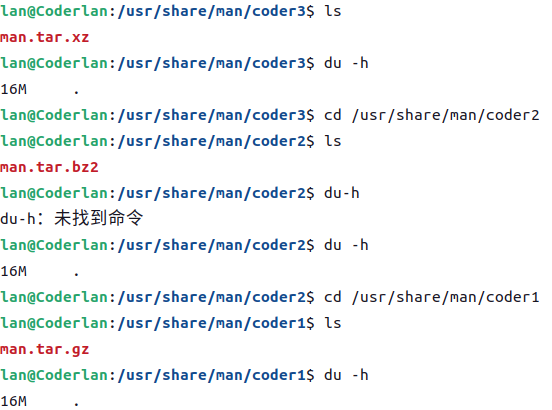 lan@Coderlan:/usr/share/man/coder3$ ls
man.tar.xz
lan@Coderlan:/usr/share/man/coder3$ du -h
16M     .
lan@Coderlan:/usr/share/man/coder3$ cd /usr/share/man/coder2
lan@Coderlan:/usr/share/man/coder2$ ls
man.tar.bz2
lan@Coderlan:/usr/share/man/coder2$ du-h
du-h：未找到命令
lan@Coderlan:/usr/share/man/coder2$ du -h
16M     .
lan@Coderlan:/usr/share/man/coder2$ cd /usr/share/man/coder1
lan@Coderlan:/usr/share/man/coder1$ ls
man.tar.gz
lan@Coderlan:/usr/share/man/coder1$ du -h
16M     .